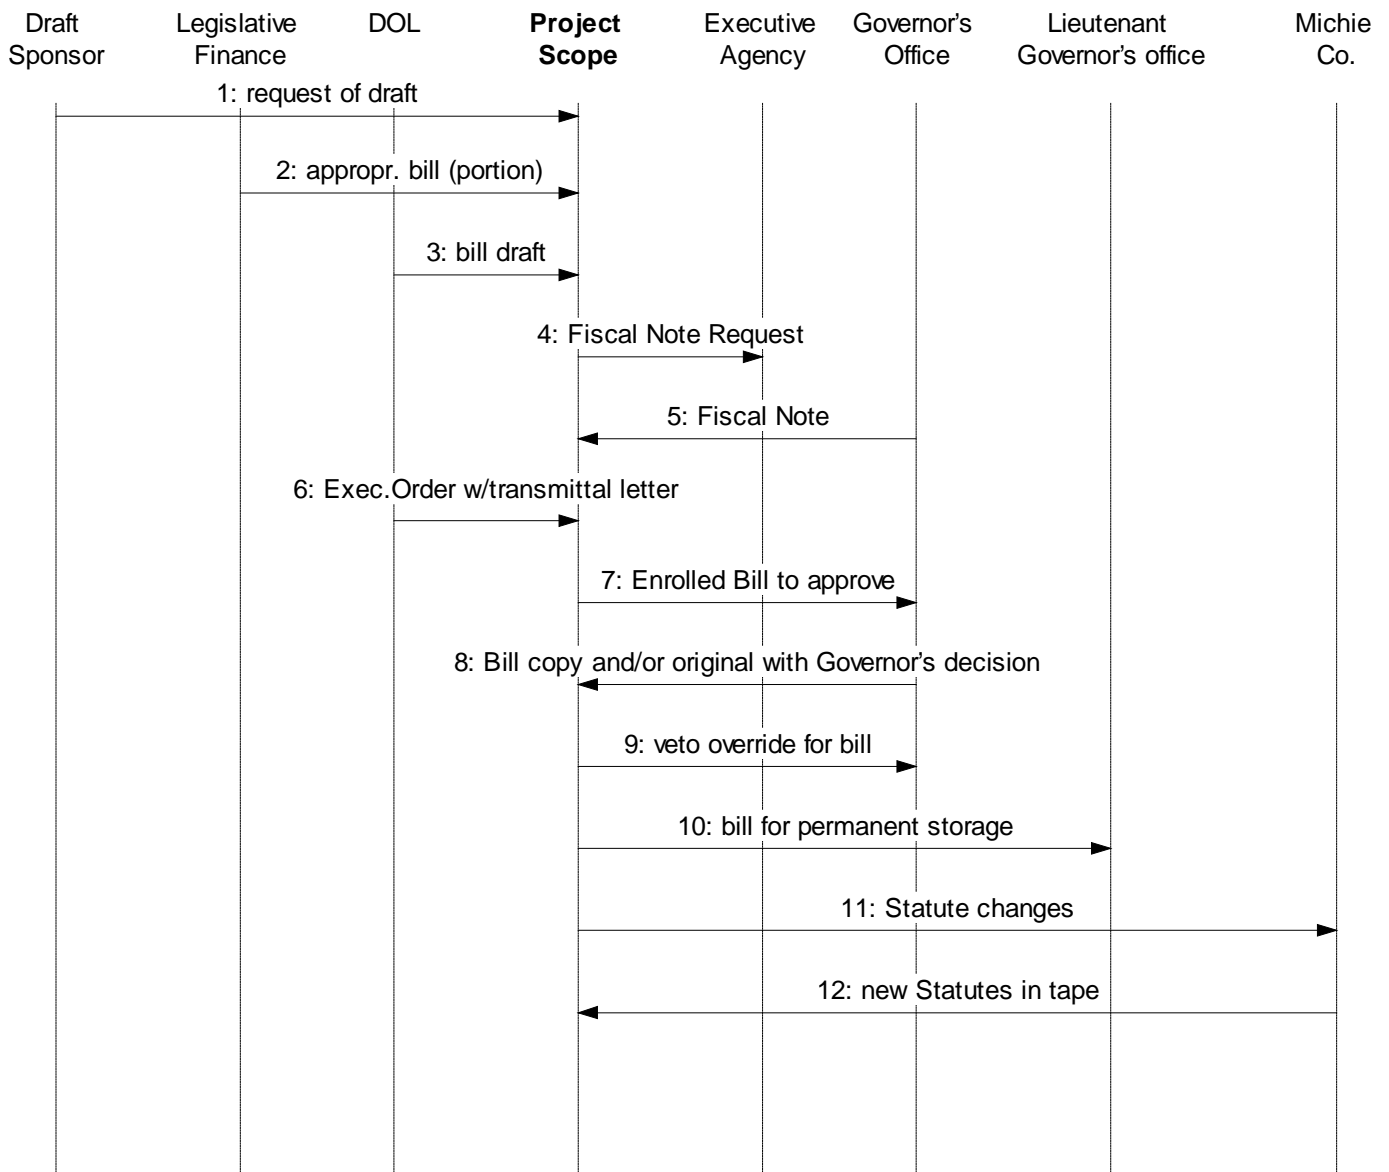 Draft
Sponsor
Legislative
Finance
DOL
Project
Scope
Executive
Agency
Governor's
Office
Lieutenant
Governor's office
Michie
Co.
1: request of draft
2: appropr. bill (portion)
3: bill draft
4: Fiscal Note Request
5: Fiscal Note
6: Exec.Order w/transmittal letter
7: Enrolled Bill to approve
8: Bill copy and/or original with Governor's decision
9: veto override for bill
10: bill for permanent storage
11: Statute changes
12: new Statutes in tape